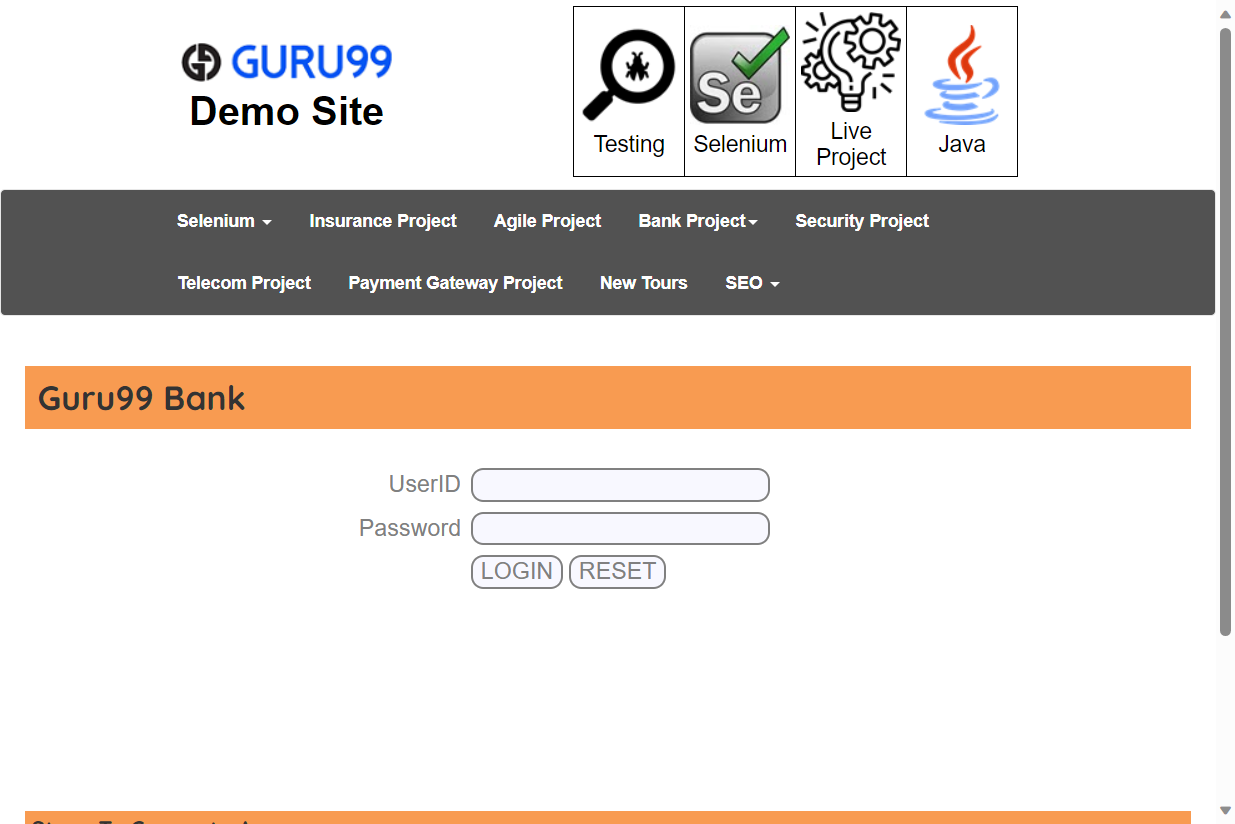 GURU99
Demo Site
Se
Testing
Selenium
Live
Project
Java
Selenium
Insurance Project
Agile Project
Bank Project
Security Project
Telecom Project
Payment Gateway Project
New Tours
SEO
Guru99 Bank
UserID
Password
LOGIN
RESET